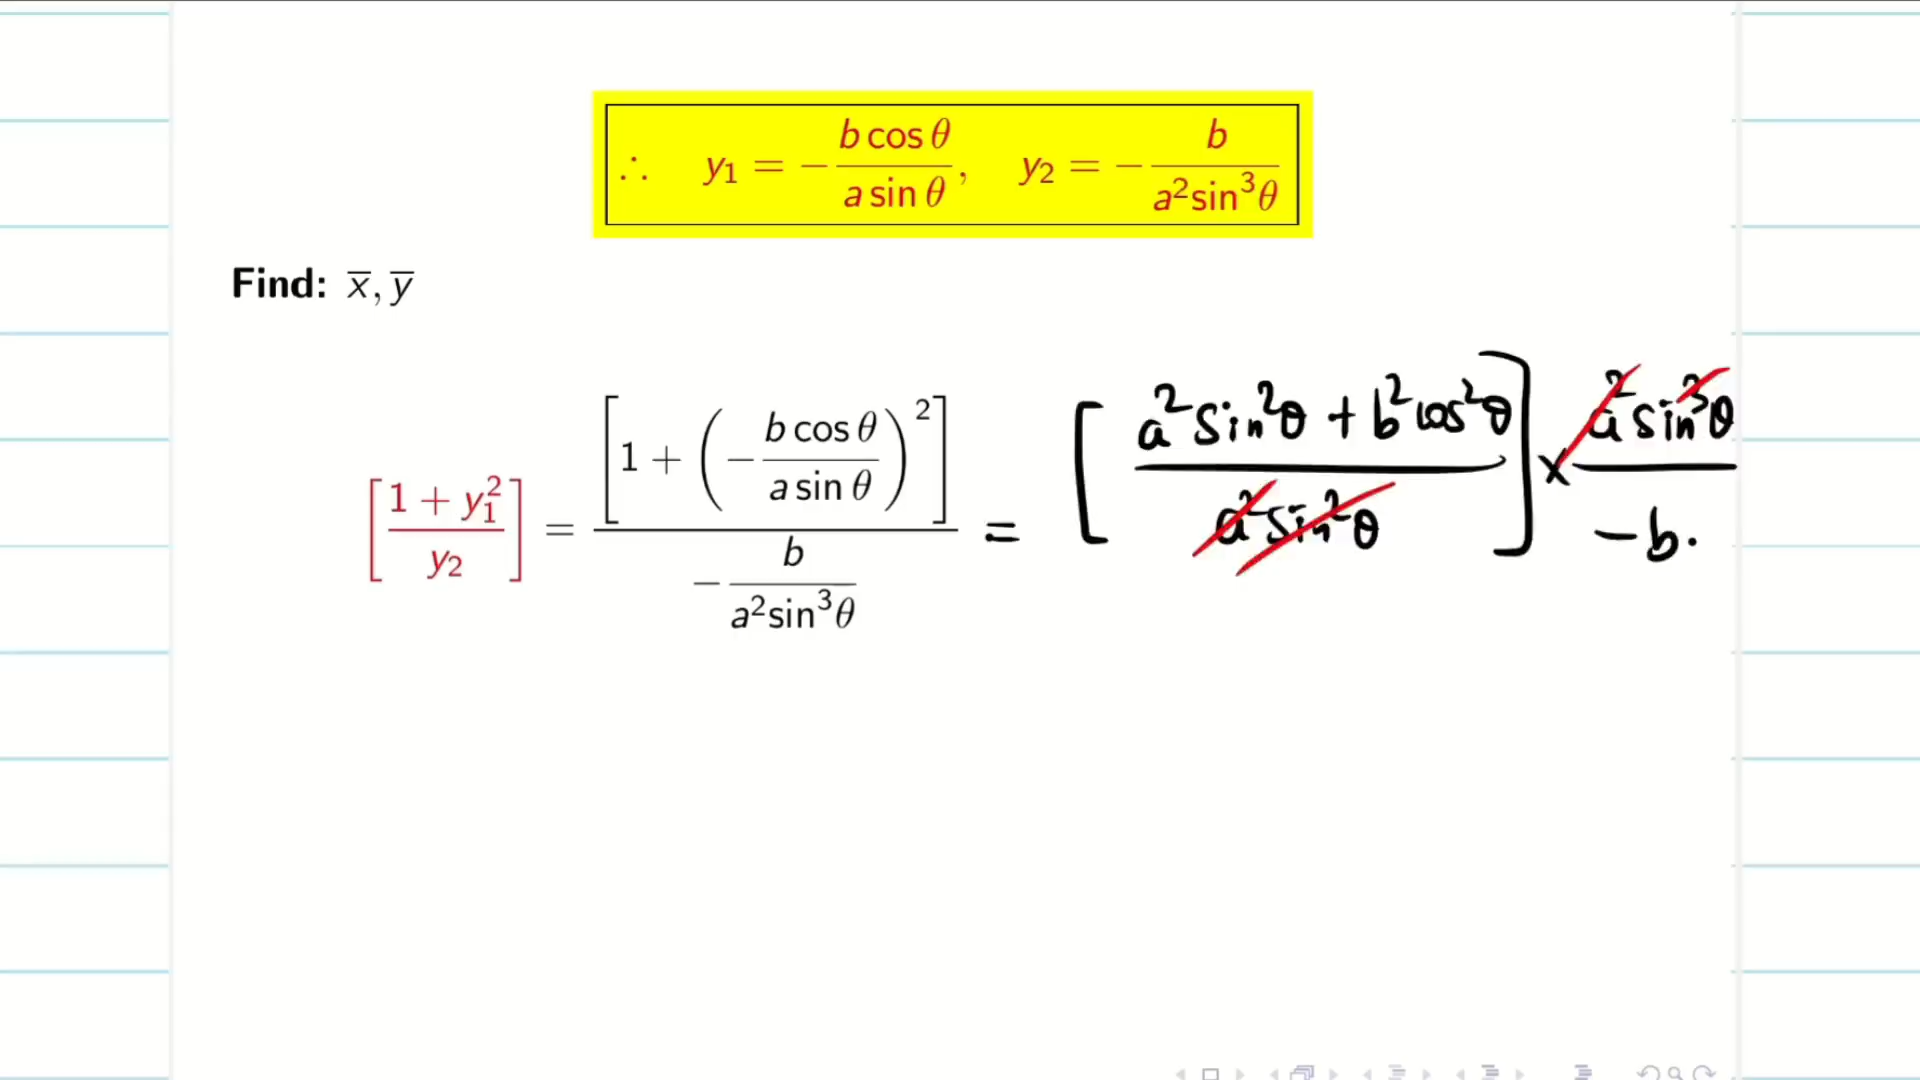 ∴ y₁ = − b cos θ / a sin θ, y₂ = − b / a² sin³ θ
Find: x̅, y̅
[ 1 + y₁² / y₂ ] = [ 1 + ( − b cos θ / a sin θ )² ] / − b / a² sin³ θ = [ a² sin² θ + b² cos² θ / a² sin² θ ] × a² sin³ θ / − b.